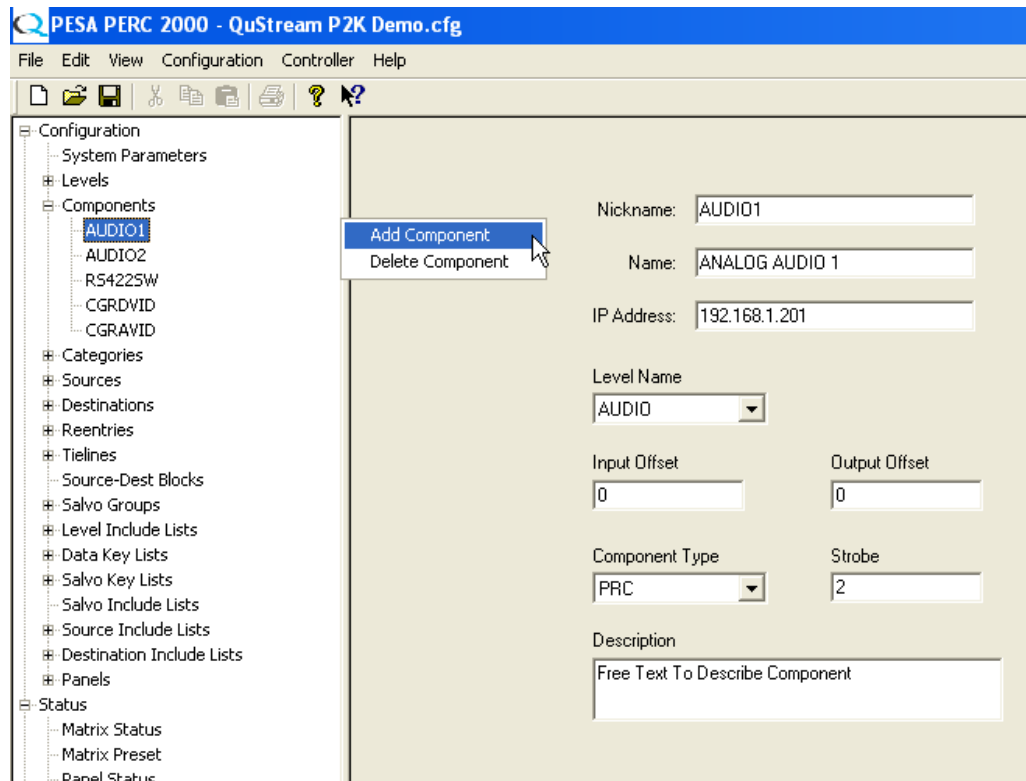 PESA PERC 2000 - QuStream P2K Demo.cfg
File Edit View Configuration Controller Help
Configuration
System Parameters
Levels
Components
AUDIO1
AUDIO2
RS422SW
CGRDVID
CGRAVID
Categories
Sources
Destinations
Reentries
Tielines
Source-Dest Blocks
Salvo Groups
Level Include Lists
Data Key Lists
Salvo Key Lists
Salvo Include Lists
Source Include Lists
Destination Include Lists
Panels
Status
Matrix Status
Matrix Preset
Panel Status
Add Component
Delete Component
Nickname: AUDIO1
Name: ANALOG AUDIO 1
IP Address: 192.168.1.201
Level Name
AUDIO
Input Offset Output Offset
0 0
Component Type Strobe
PRC 2
Description
Free Text To Describe Component